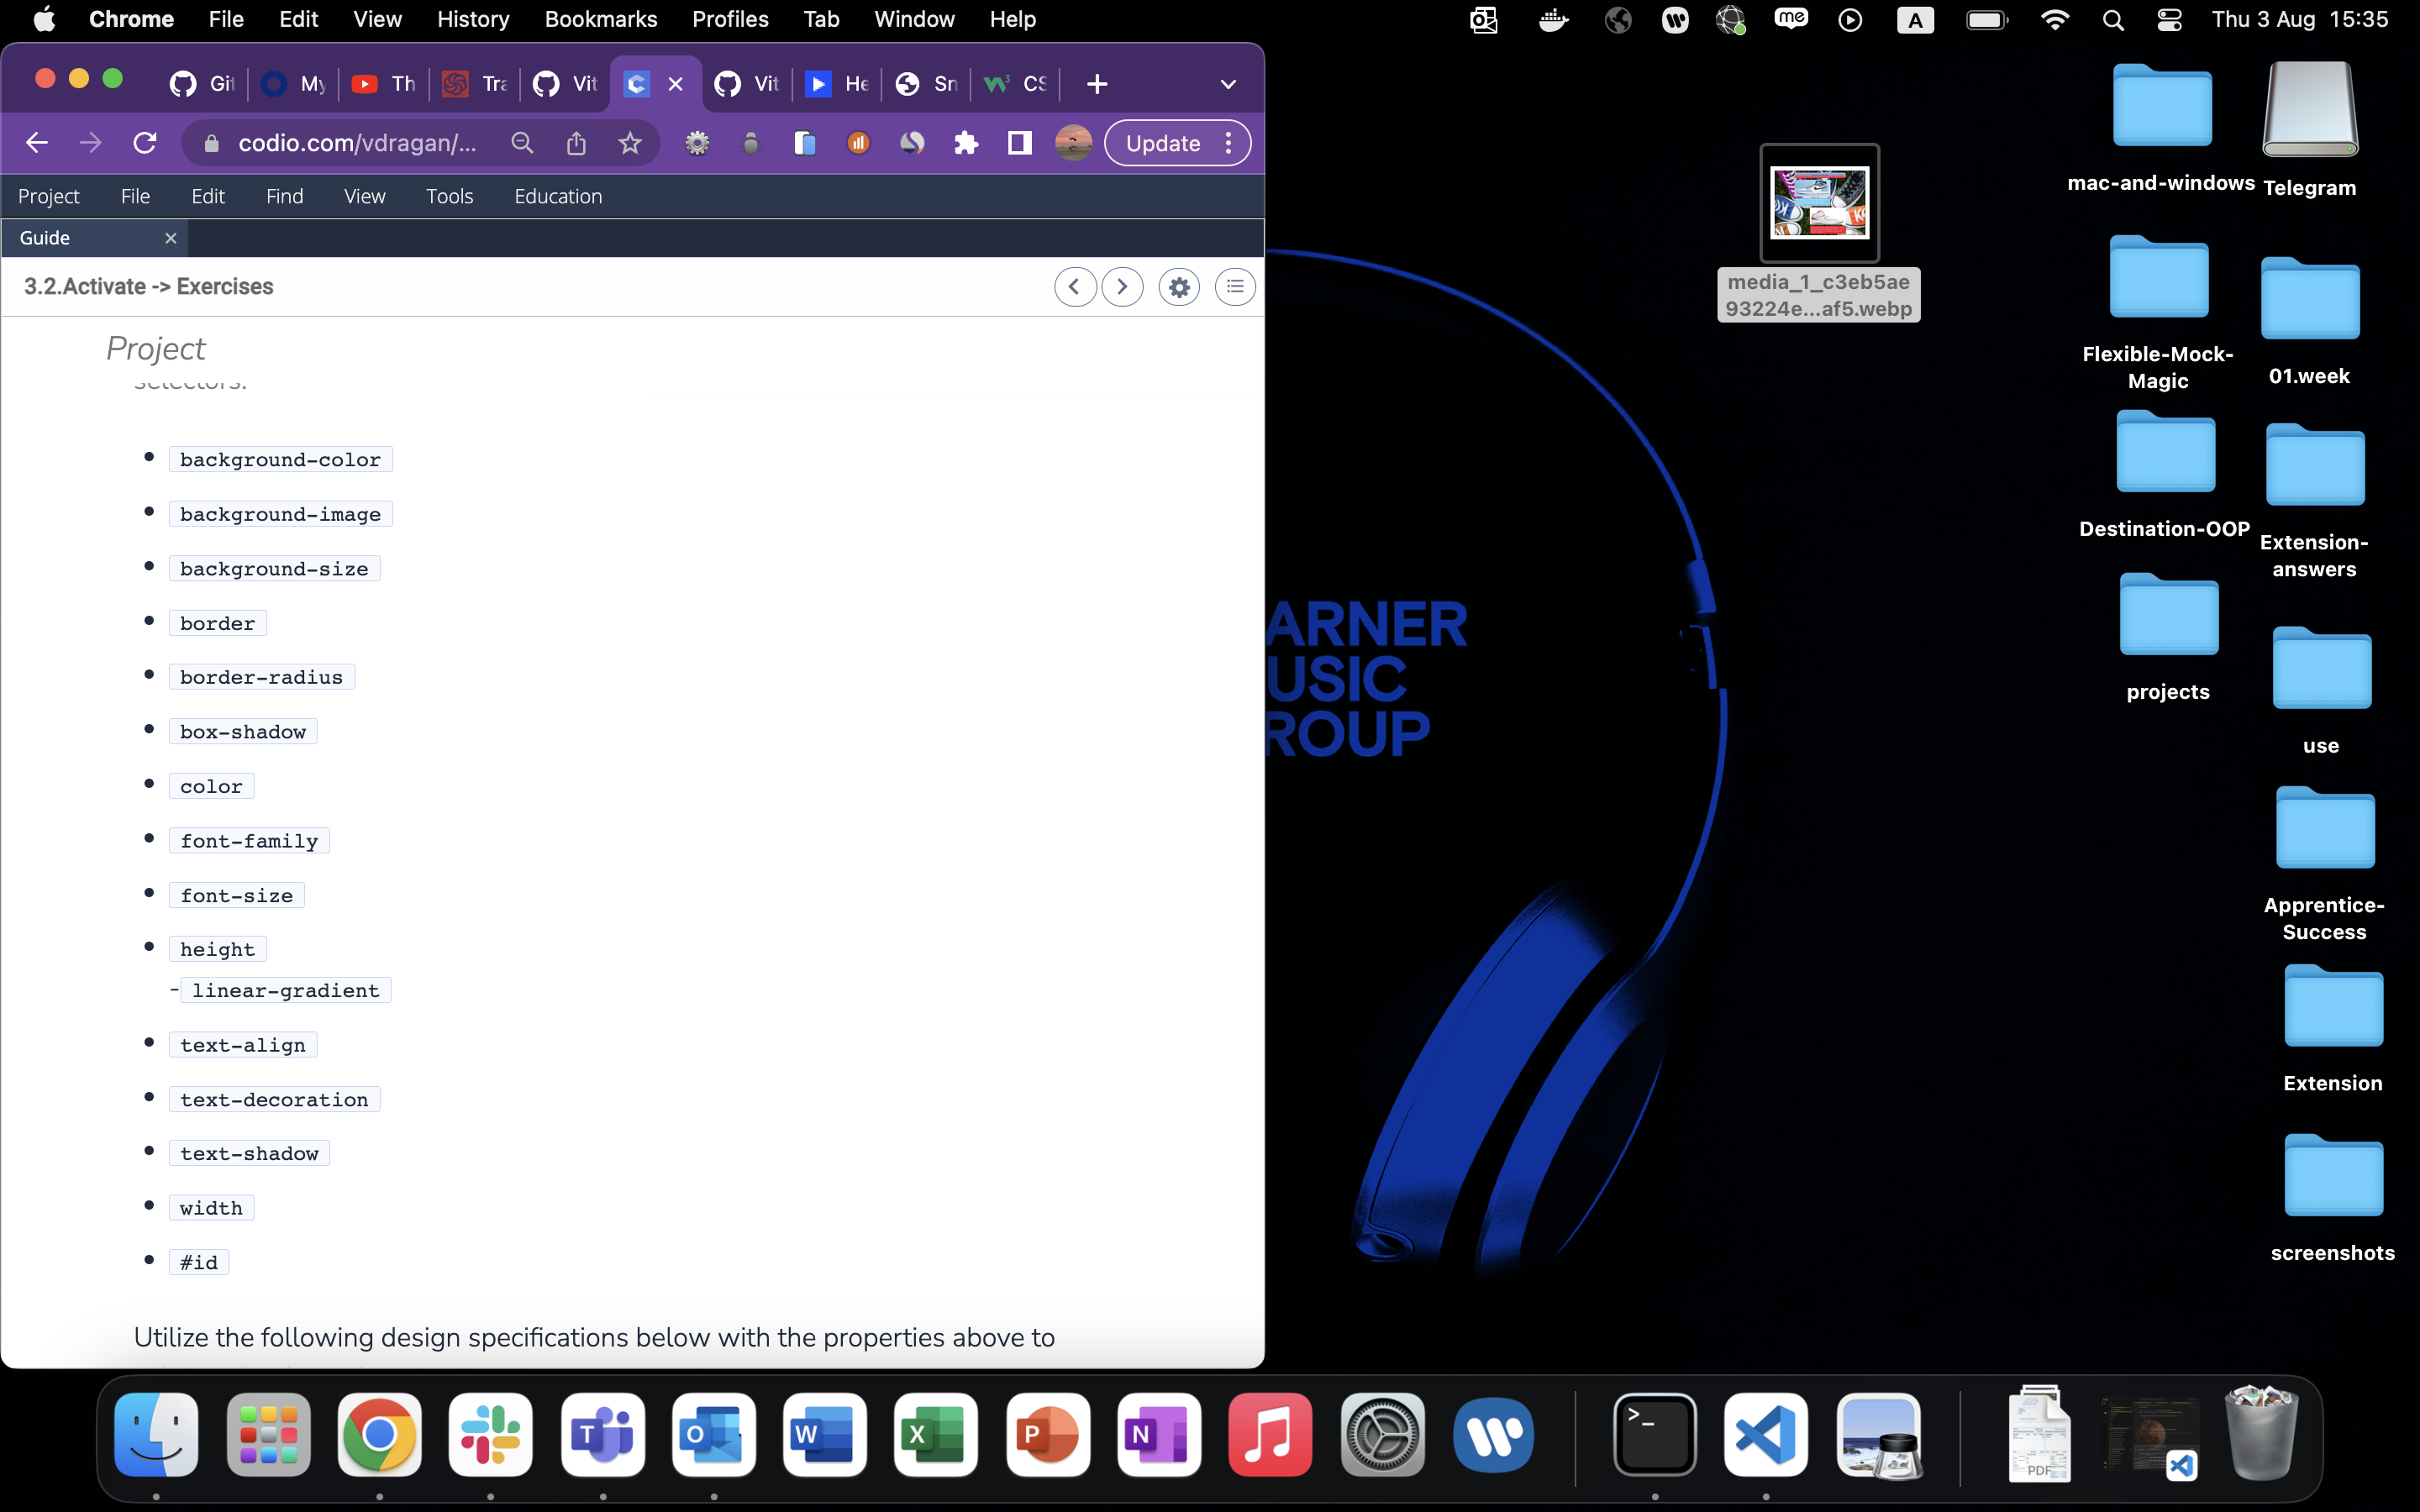 Chrome File Edit View History Bookmarks Profiles Tab Window Help
me
A
Thu 3 Aug 15:35
Git
My
Th
Tra
Vit
Vit
He
Sn
CS
codio.com/vdragan/...
Update
Project File Edit Find View Tools Education
Guide
3.2.Activate -> Exercises
Project
selectors.
background-color
background-image
background-size
border
border-radius
box-shadow
color
font-family
font-size
height
-linear-gradient
text-align
text-decoration
text-shadow
width
#id
Utilize the following design specifications below with the properties above to
ARNER
USIC
ROUP
media_1_c3eb5ae
93224e...af5.webp
mac-and-windows
Telegram
Flexible-Mock-
Magic
01.week
Destination-OOP
Extension-
answers
projects
use
Apprentice-
Success
Extension
screenshots
T
O
W
X
P
N
>_
PDF